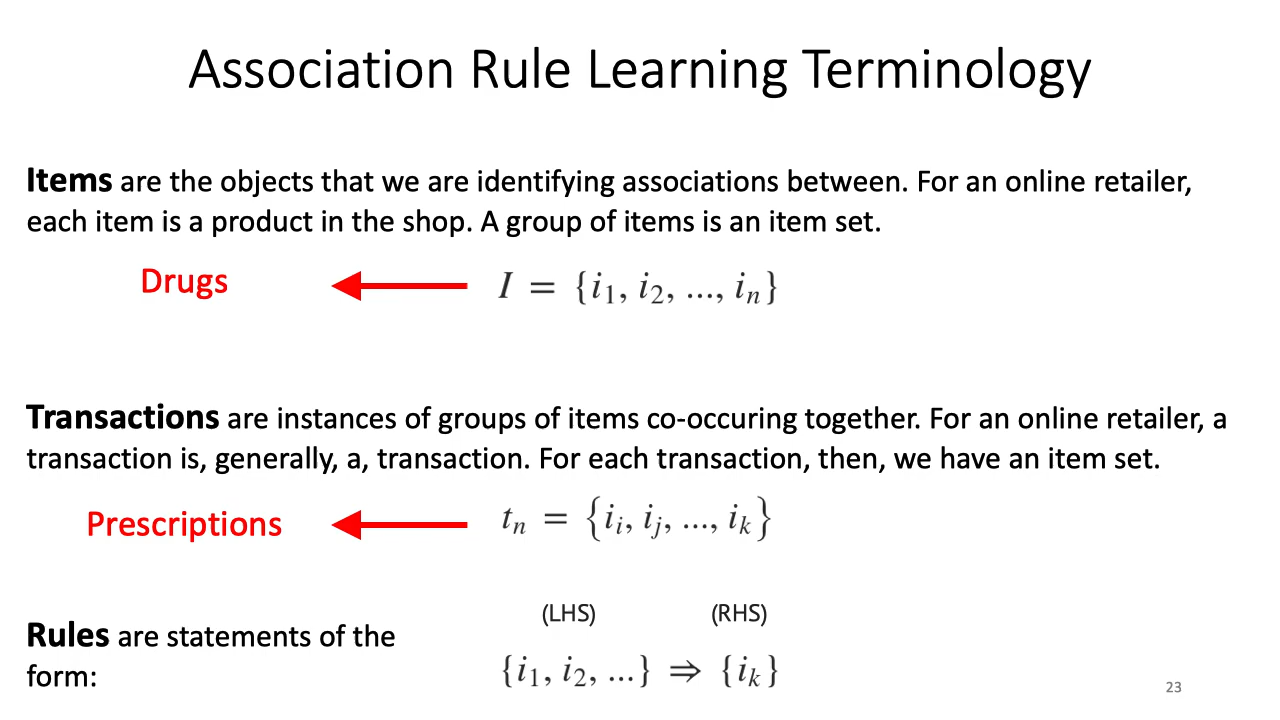 Association Rule Learning Terminology
Items are the objects that we are identifying associations between. For an online retailer,
each item is a product in the shop. A group of items is an item set.
Drugs
I = {i₁, i₂, ..., iₙ}
Transactions are instances of groups of items co-occuring together. For an online retailer, a
transaction is, generally, a, transaction. For each transaction, then, we have an item set.
Prescriptions
tₙ = {iᵢ, iⱼ, ..., iₖ}
(LHS) (RHS)
Rules are statements of the
form:
{i₁, i₂, ...} ⇒ {iₖ}
23